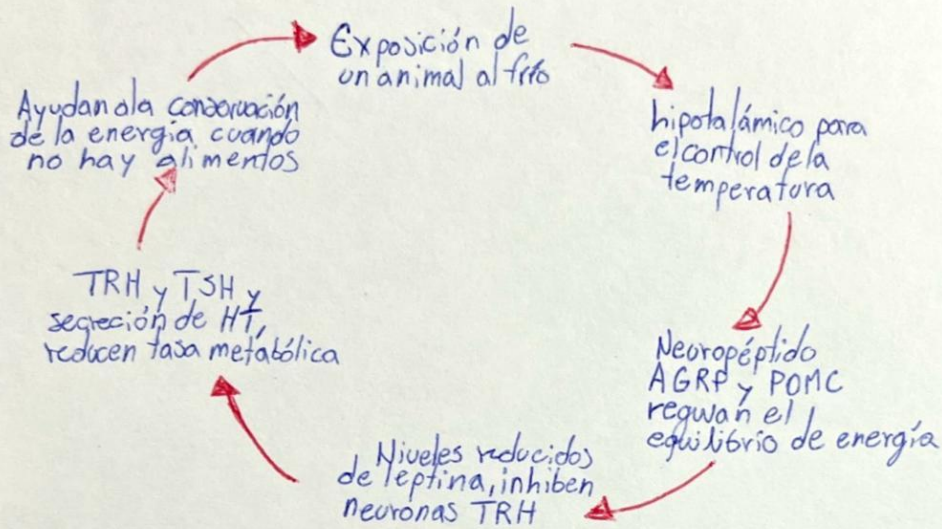 Exposición de
un animal al frío
hipotalámico para
el control de la
temperatura
Neuropéptido
AGRP y POMC
reguan el
equilibrio de energía
Niveles reducidos
de leptina, inhiben
neuronas TRH
TRH y TSH y
segreción de HT,
reducen tasa metabólica
Ayudan a la conservación
de la energía cuando
no hay alimentos